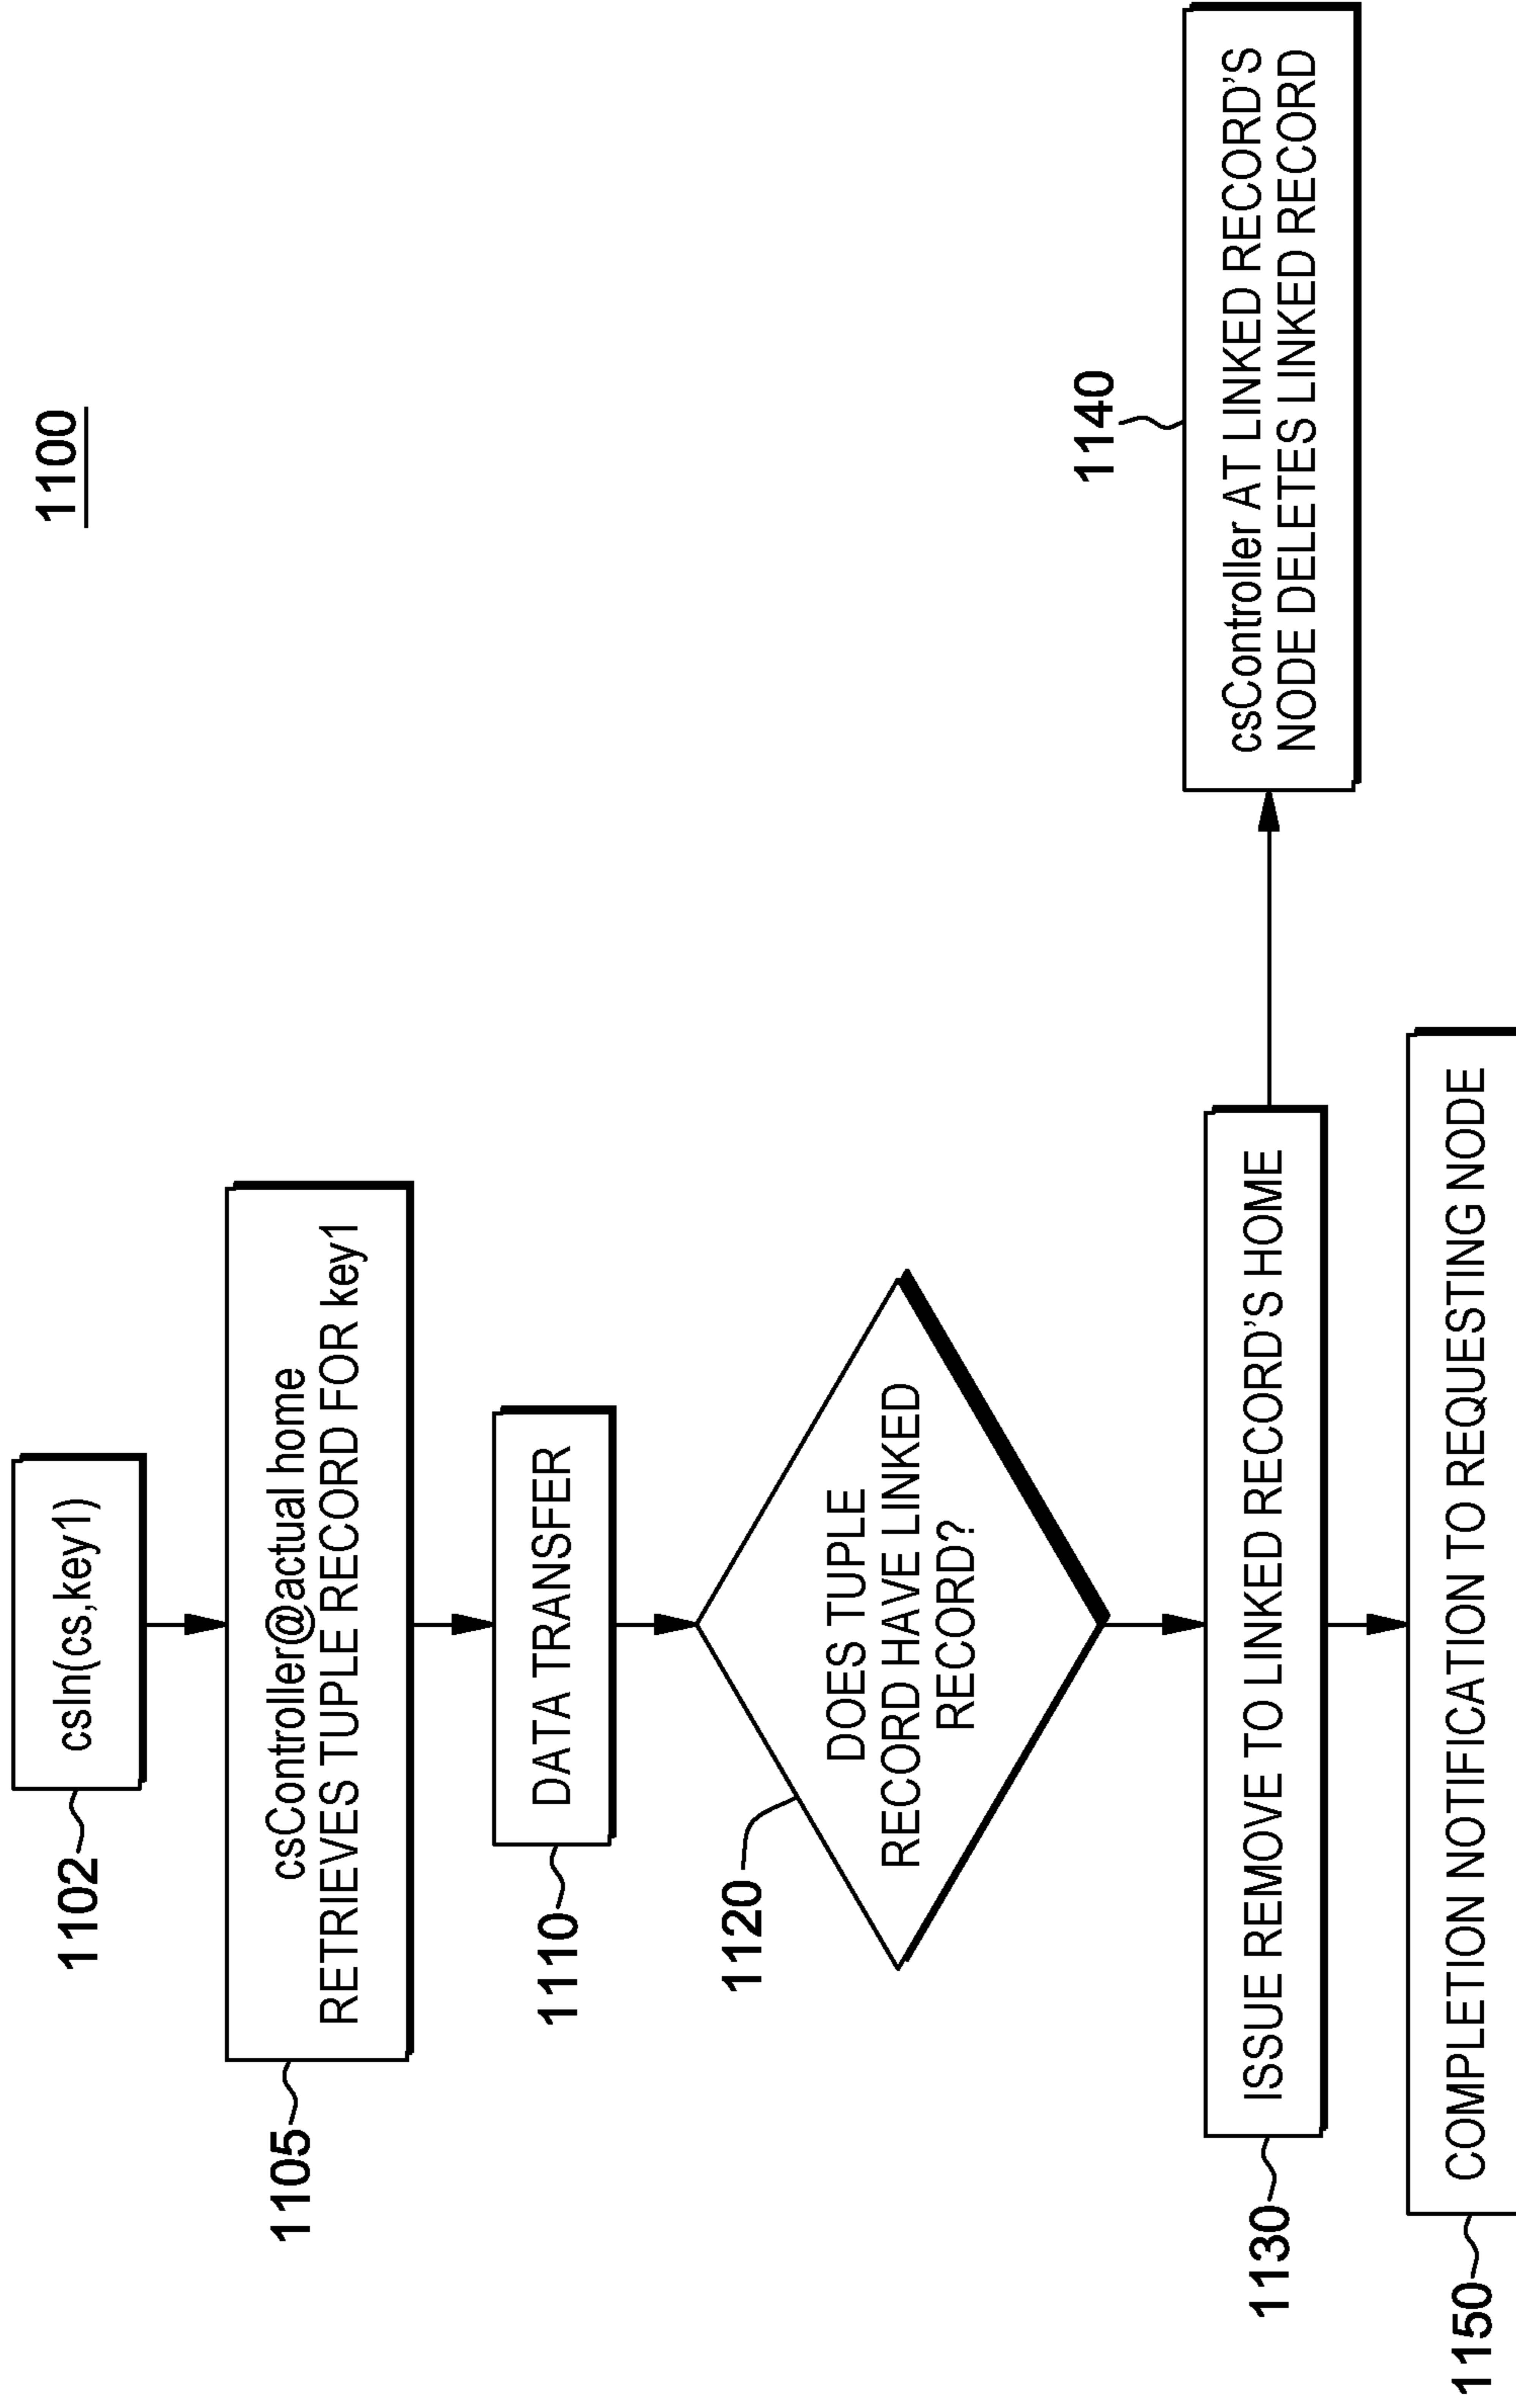 1100
1102
csIn(cs,key1)
1105
csController@actual home
RETRIEVES TUPLE RECORD FOR key1
1110
DATA TRANSFER
1120
DOES TUPLE
RECORD HAVE LINKED
RECORD?
1130
ISSUE REMOVE TO LINKED RECORD'S HOME
1140
csController AT LINKED RECORD'S
NODE DELETES LINKED RECORD
1150
COMPLETION NOTIFICATION TO REQUESTING NODE